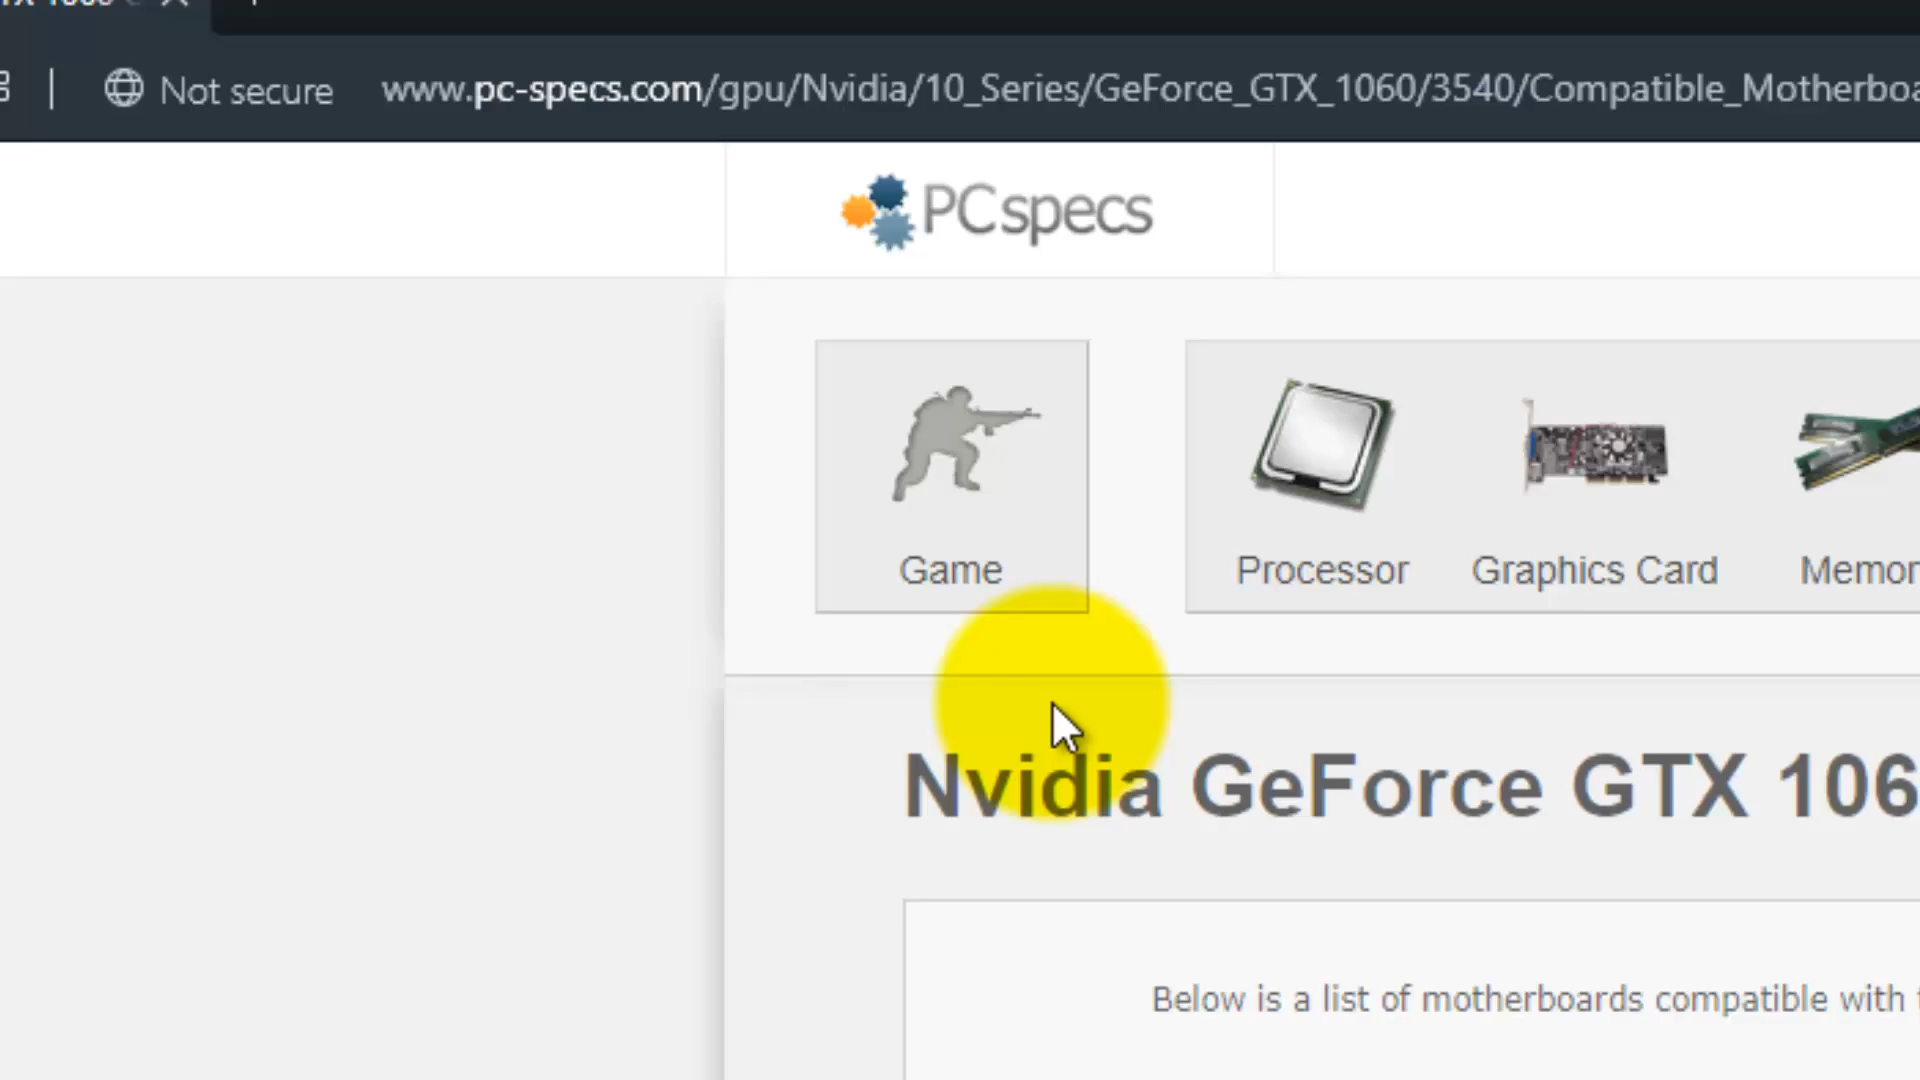 Not secure
www.pc-specs.com/gpu/Nvidia/10_Series/GeForce_GTX_1060/3540/Compatible_Motherboa
PCspecs
Game
Processor
Graphics Card
Memor
Nvidia GeForce GTX 106
Below is a list of motherboards compatible with